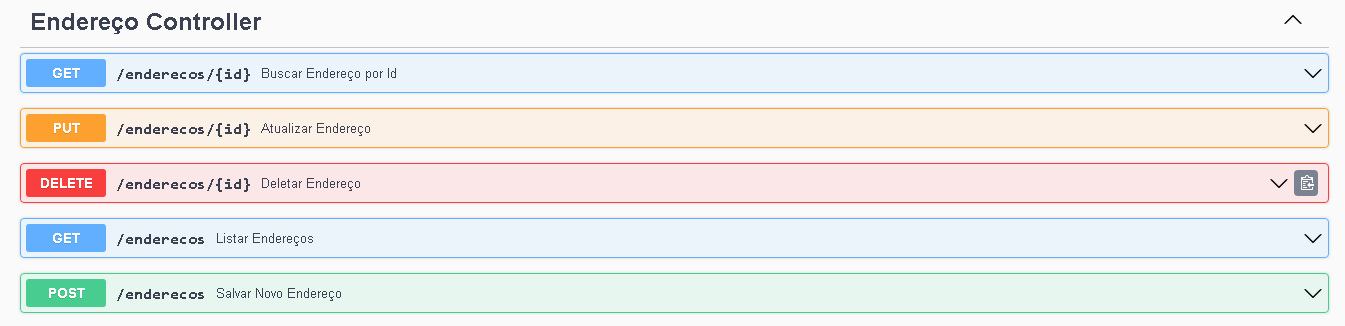 Endereço Controller
GET /enderecos/{id} Buscar Endereço por Id
PUT /enderecos/{id} Atualizar Endereço
DELETE /enderecos/{id} Deletar Endereço
GET /enderecos Listar Endereços
POST /enderecos Salvar Novo Endereço